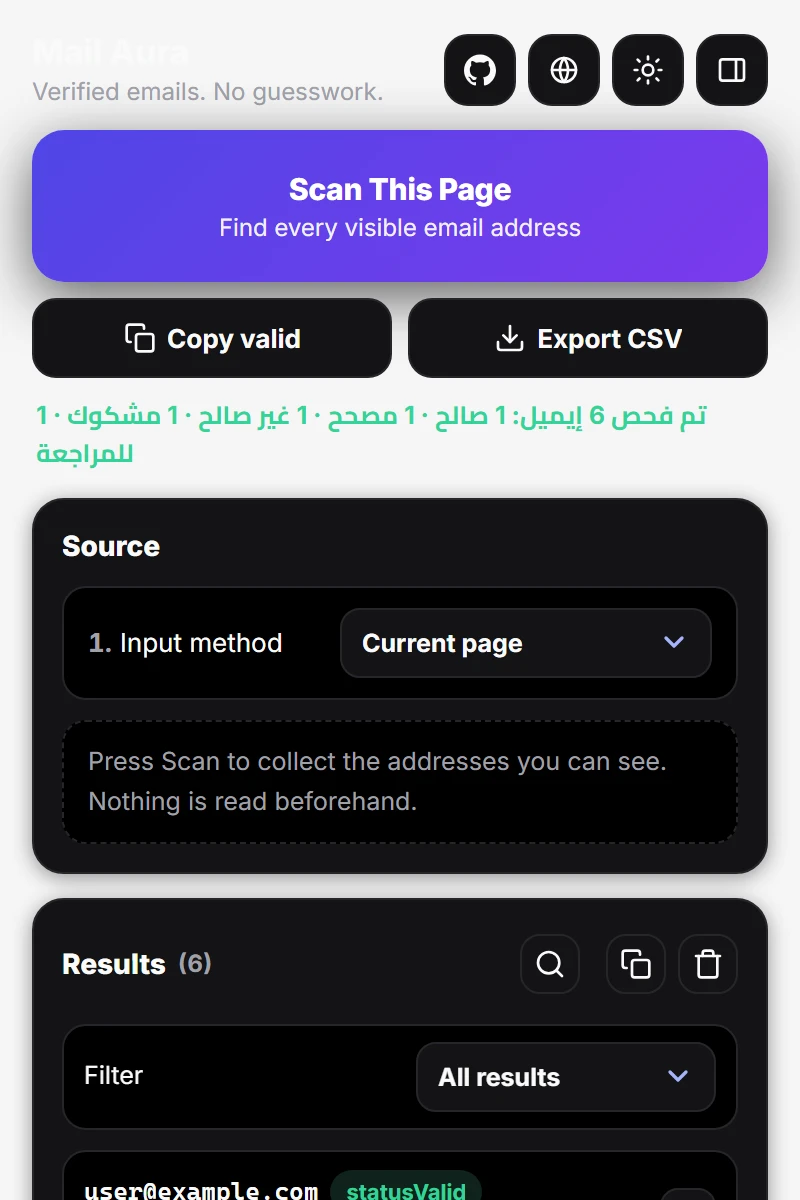 Mail Aura
Verified emails. No guesswork.
Scan This Page
Find every visible email address
Copy valid
Export CSV
تم فحص 6 إيميل: 1 صالح · 1 مصحح · 1 غير صالح · 1 مشكوك · 1
للمراجعة
Source
1. Input method
Current page
Press Scan to collect the addresses you can see.
Nothing is read beforehand.
Results (6)
Filter
All results
user@example.com statusValid